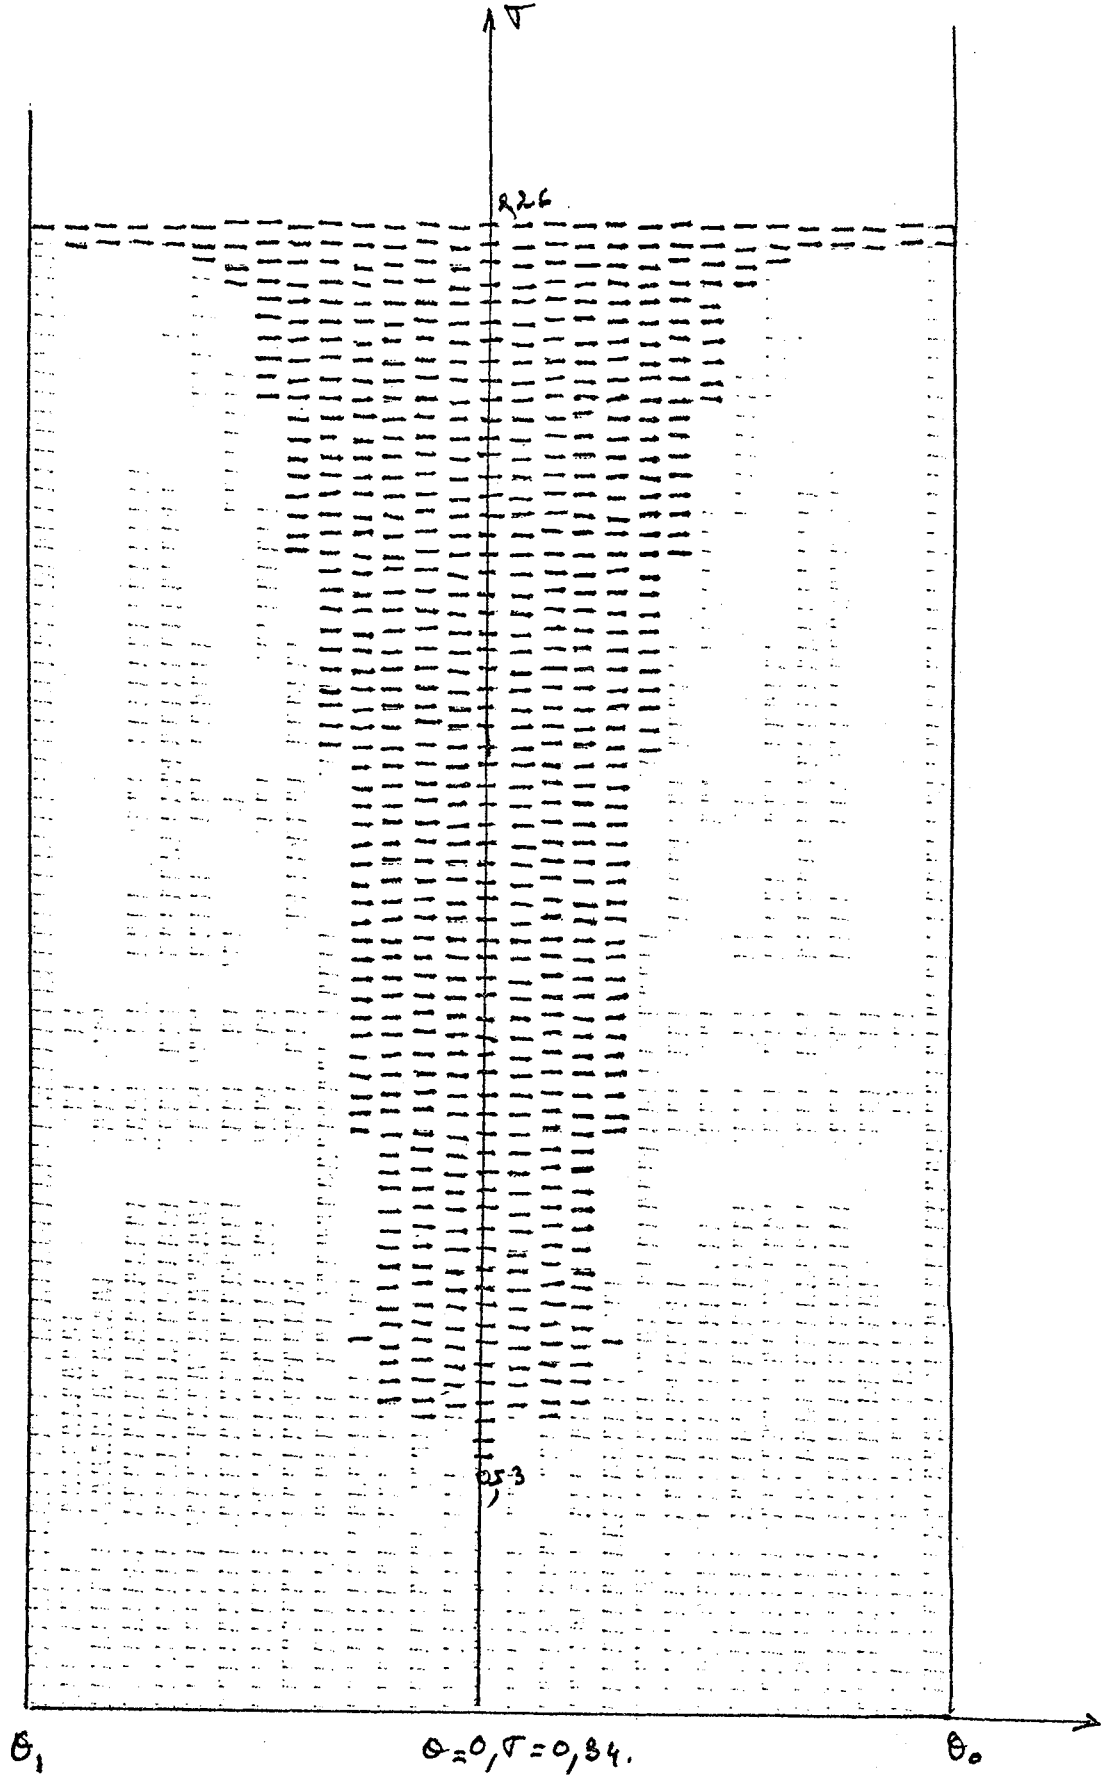 σ
2,26
0,53
θ₁
θ=0, σ=0,34.
θ₀